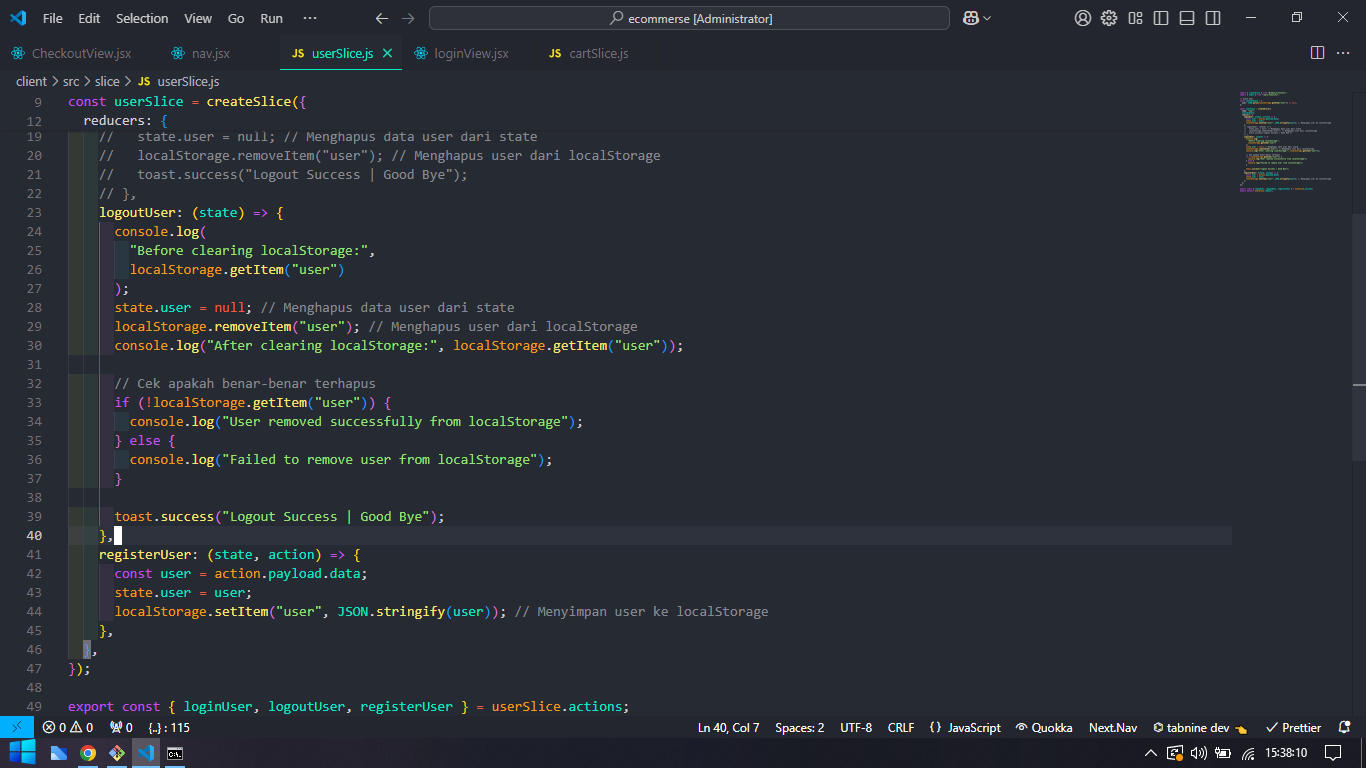 File Edit Selection View Go Run ··· ecommerse [Administrator]
CheckoutView.jsx nav.jsx JS userSlice.js loginView.jsx JS cartSlice.js
client > src > slice > JS userSlice.js
9 const userSlice = createSlice({
12 reducers: {
19 //   state.user = null; // Menghapus data user dari state
20 //   localStorage.removeItem("user"); // Menghapus user dari localStorage
21 //   toast.success("Logout Success | Good Bye");
22 // },
23 logoutUser: (state) => {
24 console.log(
25 "Before clearing localStorage:",
26 localStorage.getItem("user")
27 );
28 state.user = null; // Menghapus data user dari state
29 localStorage.removeItem("user"); // Menghapus user dari localStorage
30 console.log("After clearing localStorage:", localStorage.getItem("user"));
31
32 // Cek apakah benar-benar terhapus
33 if (!localStorage.getItem("user")) {
34 console.log("User removed successfully from localStorage");
35 } else {
36 console.log("Failed to remove user from localStorage");
37 }
38
39 toast.success("Logout Success | Good Bye");
40 },
41 registerUser: (state, action) => {
42 const user = action.payload.data;
43 state.user = user;
44 localStorage.setItem("user", JSON.stringify(user)); // Menyimpan user ke localStorage
45 },
46 },
47 });
48
49 export const { loginUser, logoutUser, registerUser } = userSlice.actions;
0 0 0 {..} : 115 Ln 40, Col 7 Spaces: 2 UTF-8 CRLF {} JavaScript Quokka Next.Nav tabnine dev Prettier
15:38:10